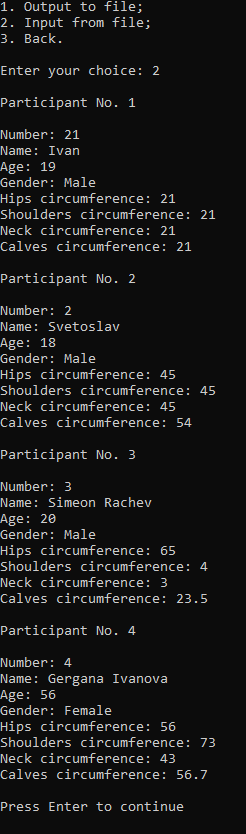 1. Output to file;
2. Input from file;
3. Back.
Enter your choice: 2
Participant No. 1
Number: 21
Name: Ivan
Age: 19
Gender: Male
Hips circumference: 21
Shoulders circumference: 21
Neck circumference: 21
Calves circumference: 21
Participant No. 2
Number: 2
Name: Svetoslav
Age: 18
Gender: Male
Hips circumference: 45
Shoulders circumference: 45
Neck circumference: 45
Calves circumference: 54
Participant No. 3
Number: 3
Name: Simeon Rachev
Age: 20
Gender: Male
Hips circumference: 65
Shoulders circumference: 4
Neck circumference: 3
Calves circumference: 23.5
Participant No. 4
Number: 4
Name: Gergana Ivanova
Age: 56
Gender: Female
Hips circumference: 56
Shoulders circumference: 73
Neck circumference: 43
Calves circumference: 56.7
Press Enter to continue